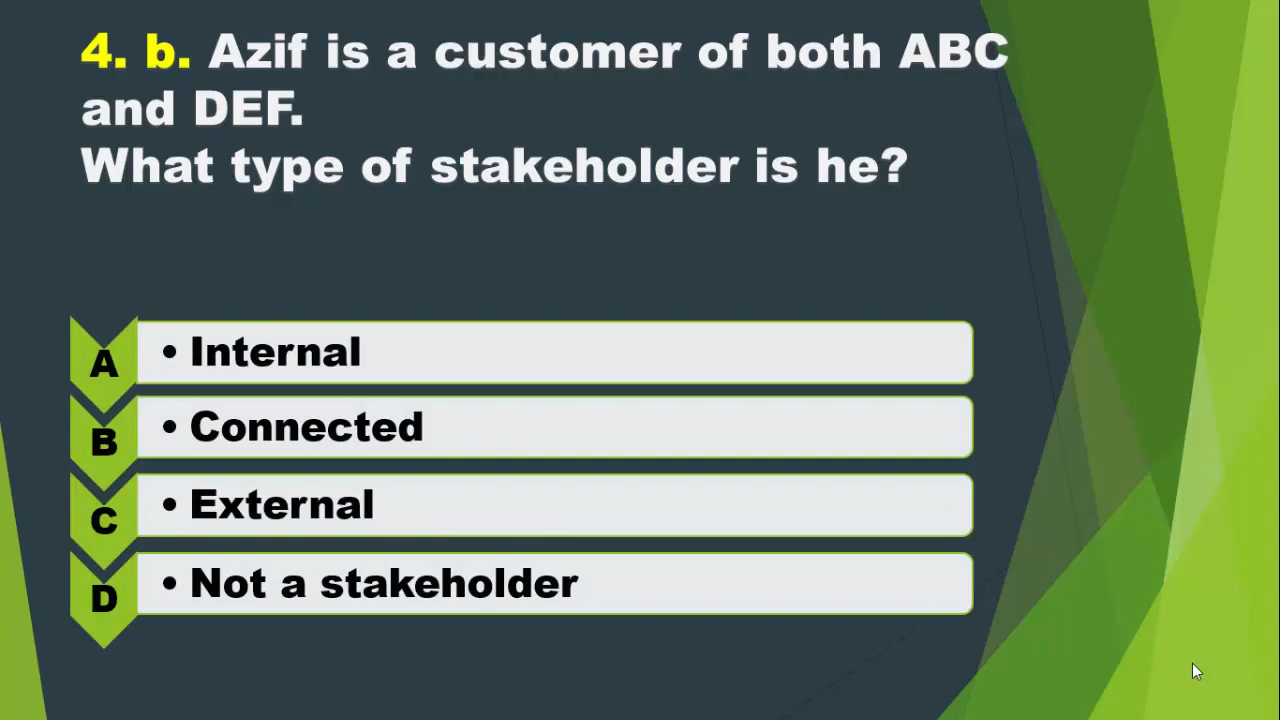 4. b. Azif is a customer of both ABC
and DEF.
What type of stakeholder is he?
A • Internal
B • Connected
C • External
D • Not a stakeholder